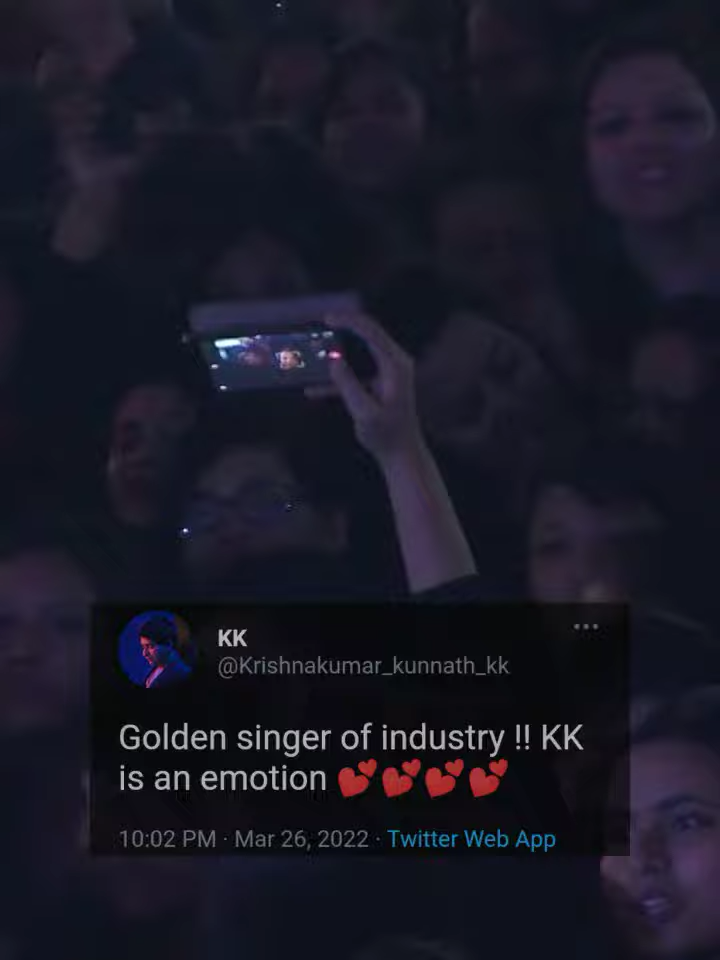 KK
@Krishnakumar_kunnath_kk
Golden singer of industry !! KK
is an emotion 💕💕💕💕
10:02 PM · Mar 26, 2022 · Twitter Web App